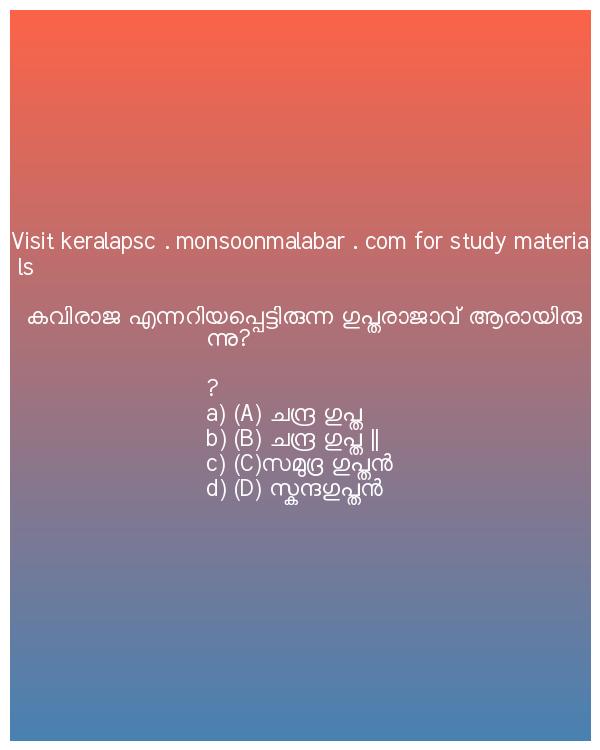 Visit keralapsc . monsoonmalabar . com for study materia
ls
കവിരാജ എന്നറിയപ്പെട്ടിരുന്ന ഗുപ്തരാജാവ് ആരായിരു
ന്നു?
?
a) (A) ചന്ദ്ര ഗുപ്ത
b) (B) ചന്ദ്ര ഗുപ്ത ||
c) (C)സമുദ്ര ഗുപ്തൻ
d) (D) സ്കന്ദഗുപ്തൻ